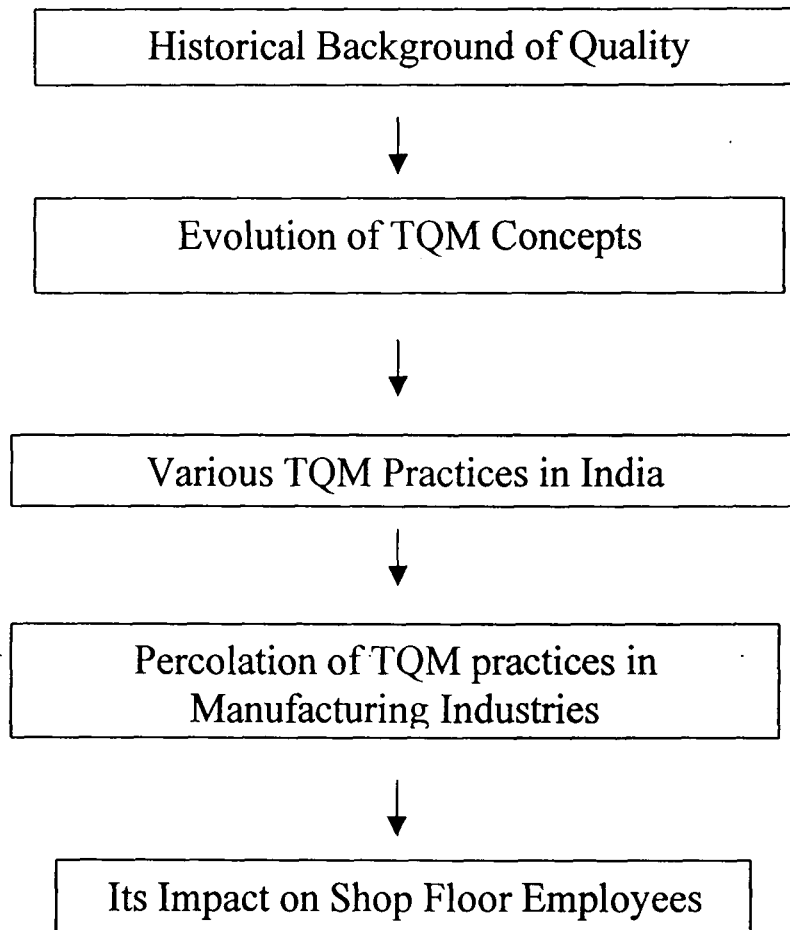 Historical Background of Quality
Evolution of TQM Concepts
Various TQM Practices in India
Percolation of TQM practices in
Manufacturing Industries
Its Impact on Shop Floor Employees